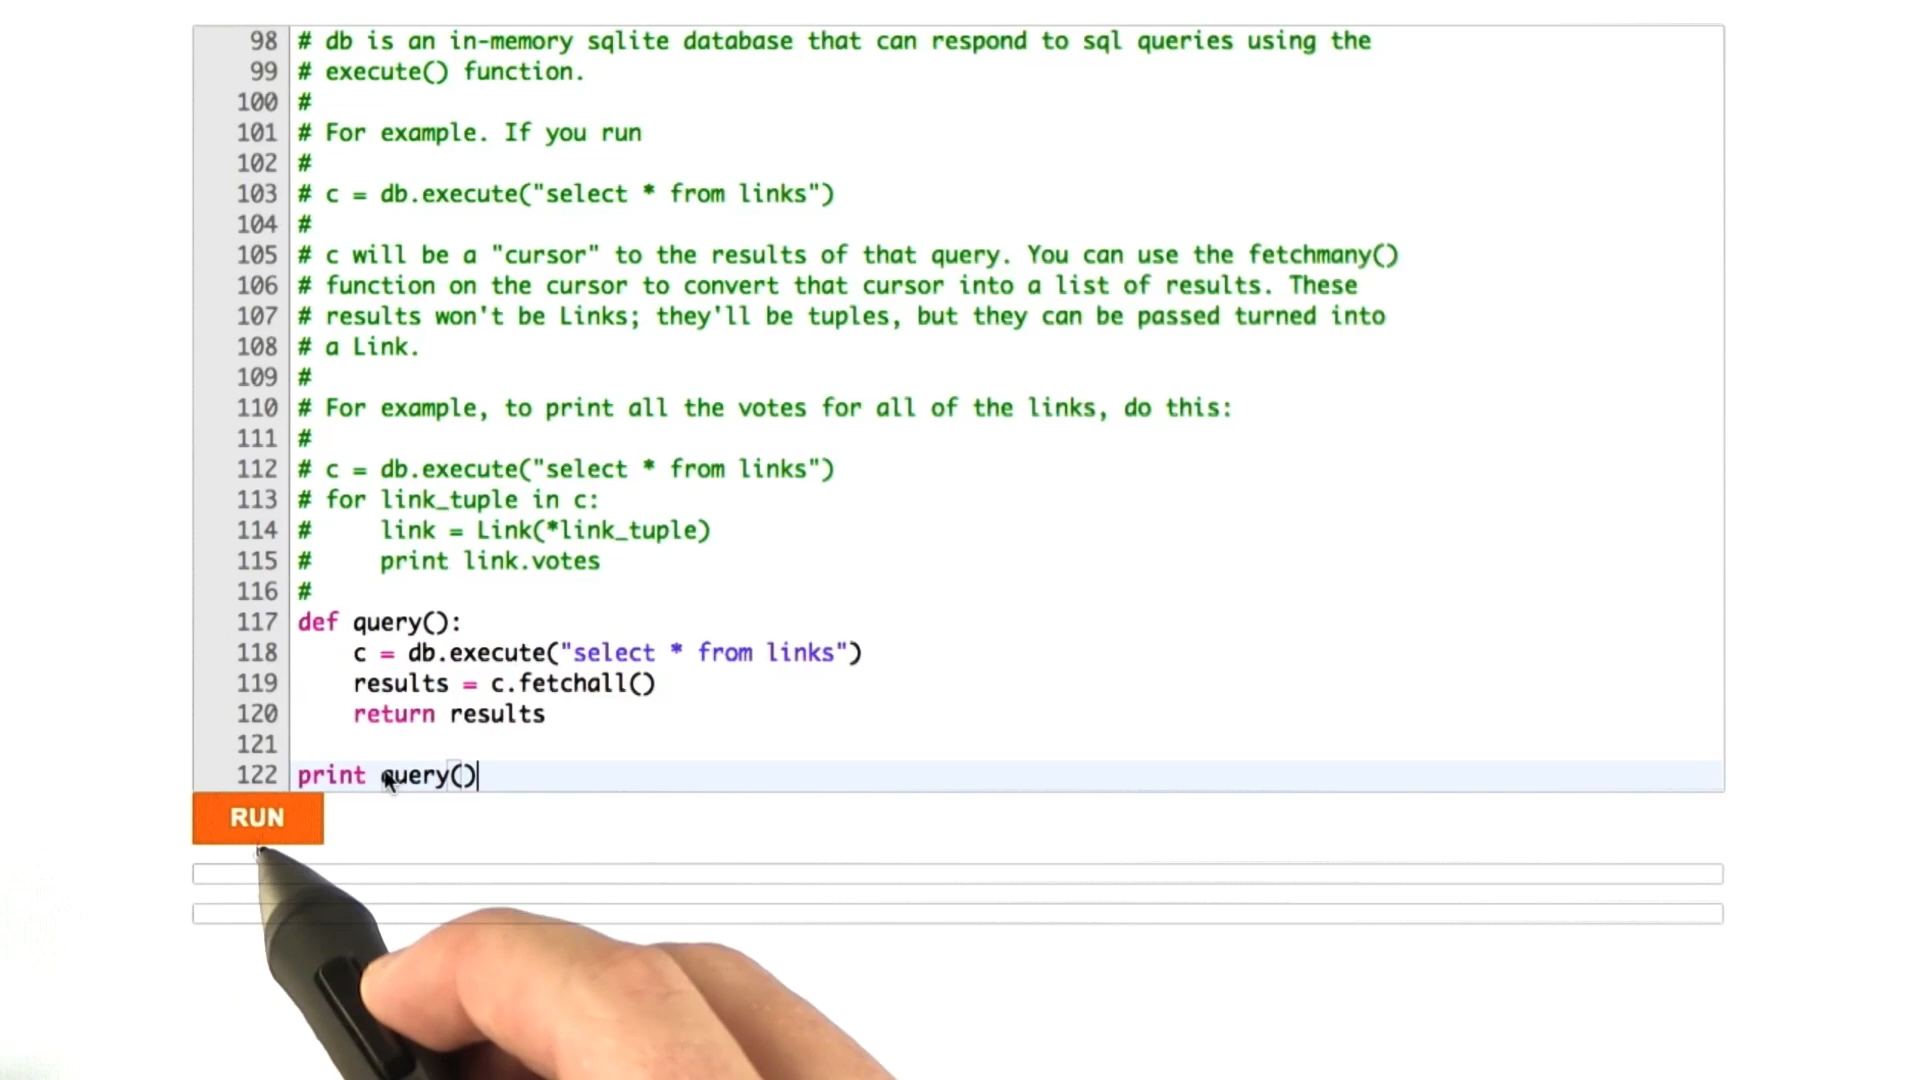 98 # db is an in-memory sqlite database that can respond to sql queries using the
99 # execute() function.
100 #
101 # For example. If you run
102 #
103 # c = db.execute("select * from links")
104 #
105 # c will be a "cursor" to the results of that query. You can use the fetchmany()
106 # function on the cursor to convert that cursor into a list of results. These
107 # results won't be Links; they'll be tuples, but they can be passed turned into
108 # a Link.
109 #
110 # For example, to print all the votes for all of the links, do this:
111 #
112 # c = db.execute("select * from links")
113 # for link_tuple in c:
114 #     link = Link(*link_tuple)
115 #     print link.votes
116 #
117 def query():
118     c = db.execute("select * from links")
119     results = c.fetchall()
120     return results
121
122 print query()
RUN